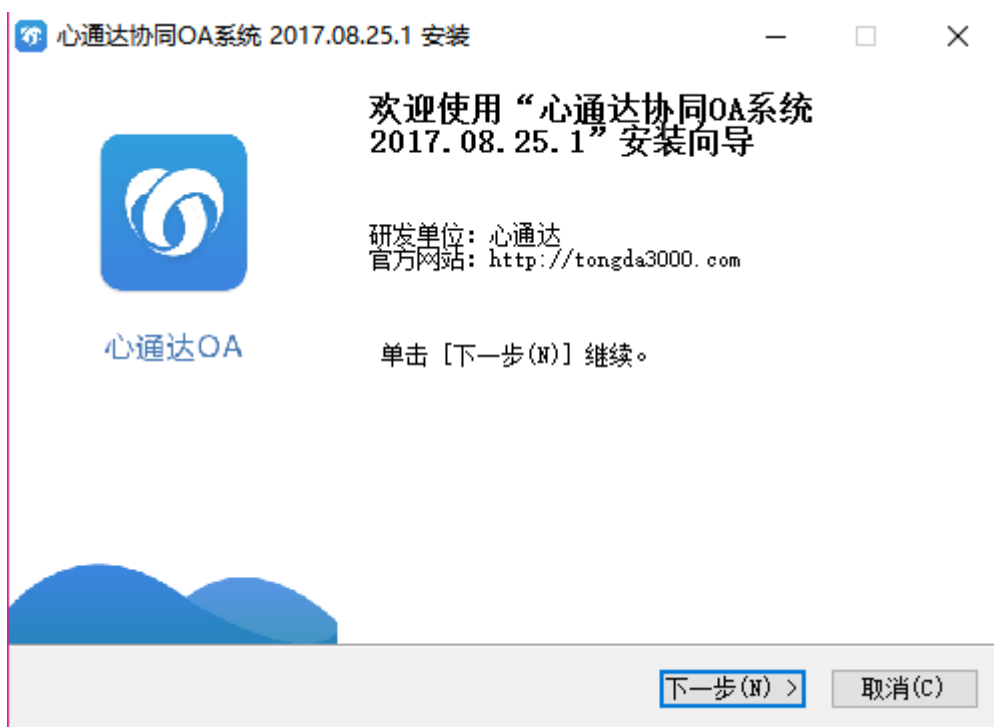 心通达协同OA系统 2017.08.25.1 安装
欢迎使用“心通达协同OA系统
2017.08.25.1”安装向导
研发单位：心通达
官方网站：http://tongda3000.com
心通达OA
单击 [下一步(N)] 继续。
下一步(N) >
取消(C)